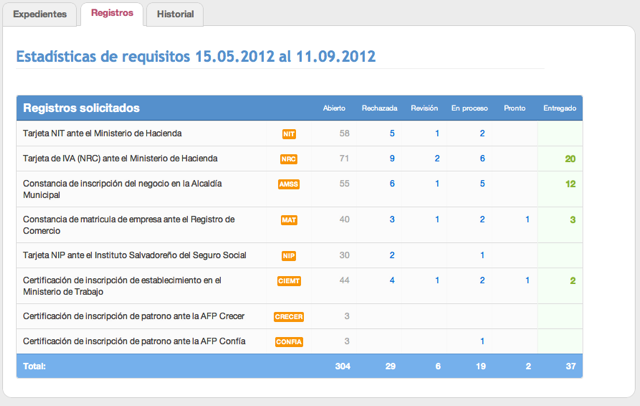 Expedientes Registros Historial
Estadísticas de requisitos 15.05.2012 al 11.09.2012
Registros solicitados Abierto Rechazada Revisión En proceso Pronto Entregado
Tarjeta NIT ante el Ministerio de Hacienda NIT 58 5 1 2
Tarjeta de IVA (NRC) ante el Ministerio de Hacienda NRC 71 9 2 6 20
Constancia de inscripción del negocio en la Alcaldía
Municipal AMSS 55 6 1 5 12
Constancia de matricula de empresa ante el Registro de
Comercio MAT 40 3 1 2 1 3
Tarjeta NIP ante el Instituto Salvadoreño del Seguro Social NIP 30 2 1
Certificación de inscripción de establecimiento en el
Ministerio de Trabajo CIEMT 44 4 1 2 1 2
Certificación de inscripción de patrono ante la AFP Crecer CRECER 3
Certificación de inscripción de patrono ante la AFP Confía CONFIA 3 1
Total: 304 29 6 19 2 37